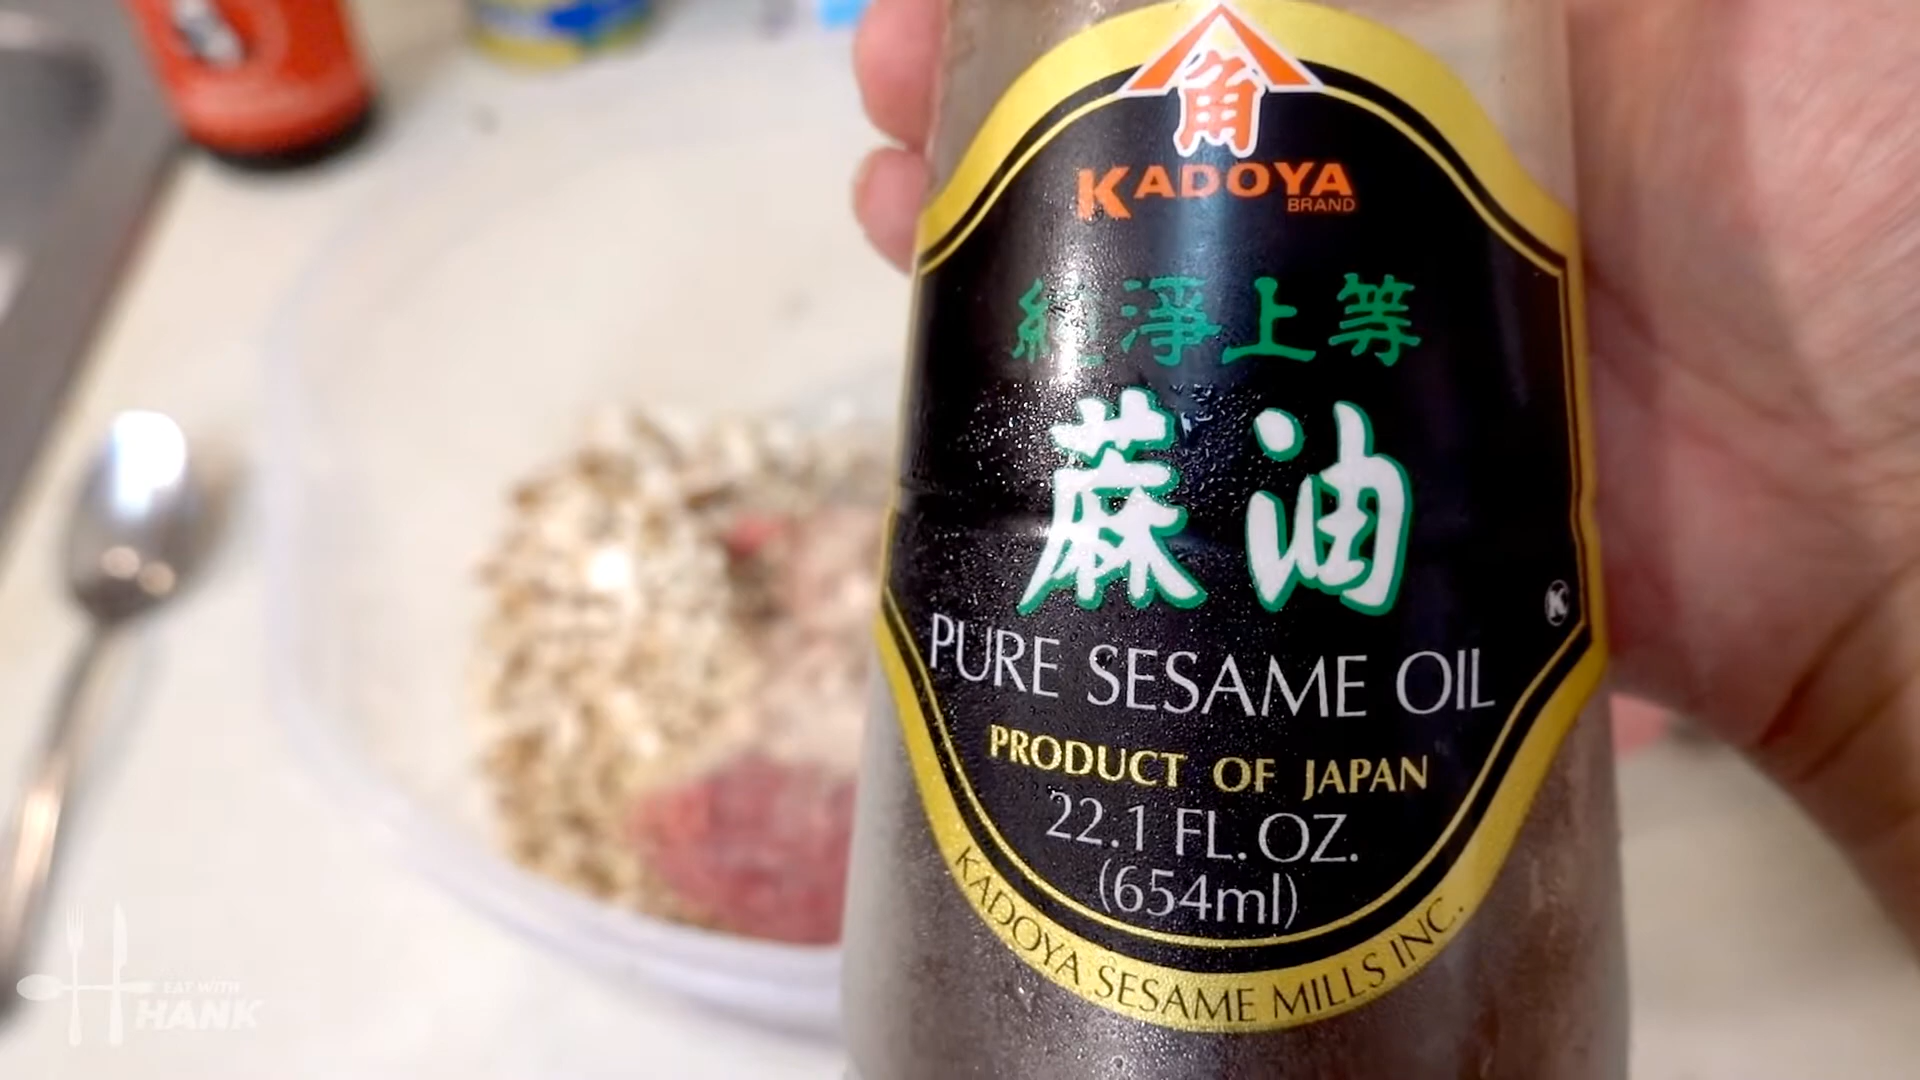 角
KADOYA
BRAND
純淨上等
蔴油
PURE SESAME OIL
K
PRODUCT OF JAPAN
22.1 FL. OZ.
(654ml)
KADOYA SESAME MILLS INC.
EAT WITH
HANK